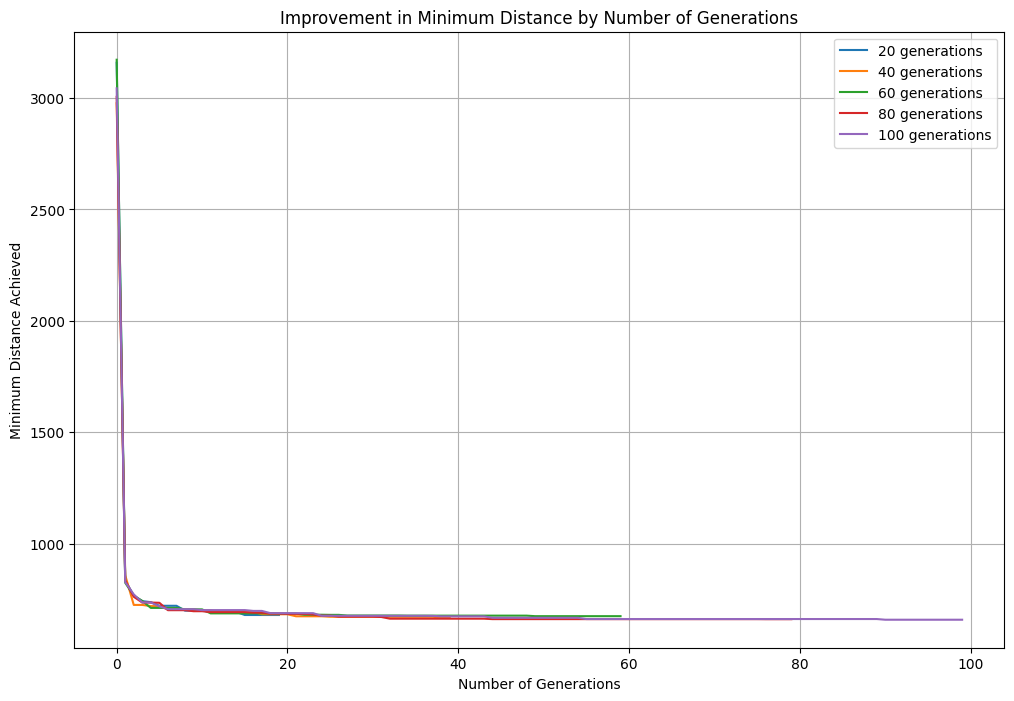 Improvement in Minimum Distance by Number of Generations
20 generations
40 generations
60 generations
80 generations
100 generations
Minimum Distance Achieved
3000
2500
2000
1500
1000
0
20
40
60
80
100
Number of Generations